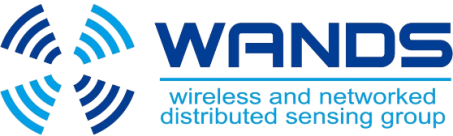 WANDS
wireless and networked
distributed sensing group